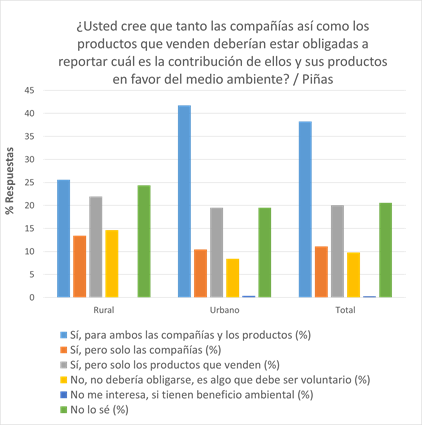 ¿Usted cree que tanto las compañías así como los
productos que venden deberían estar obligadas a
reportar cuál es la contribución de ellos y sus productos
en favor del medio ambiente? / Piñas
% Respuestas
45
40
35
30
25
20
15
10
5
0
Rural
Urbano
Total
Sí, para ambos las compañías y los productos (%)
Sí, pero solo las compañías (%)
Sí, pero solo los productos que venden (%)
No, no debería obligarse, es algo que debe ser voluntario (%)
No me interesa, si tienen beneficio ambiental (%)
No lo sé (%)